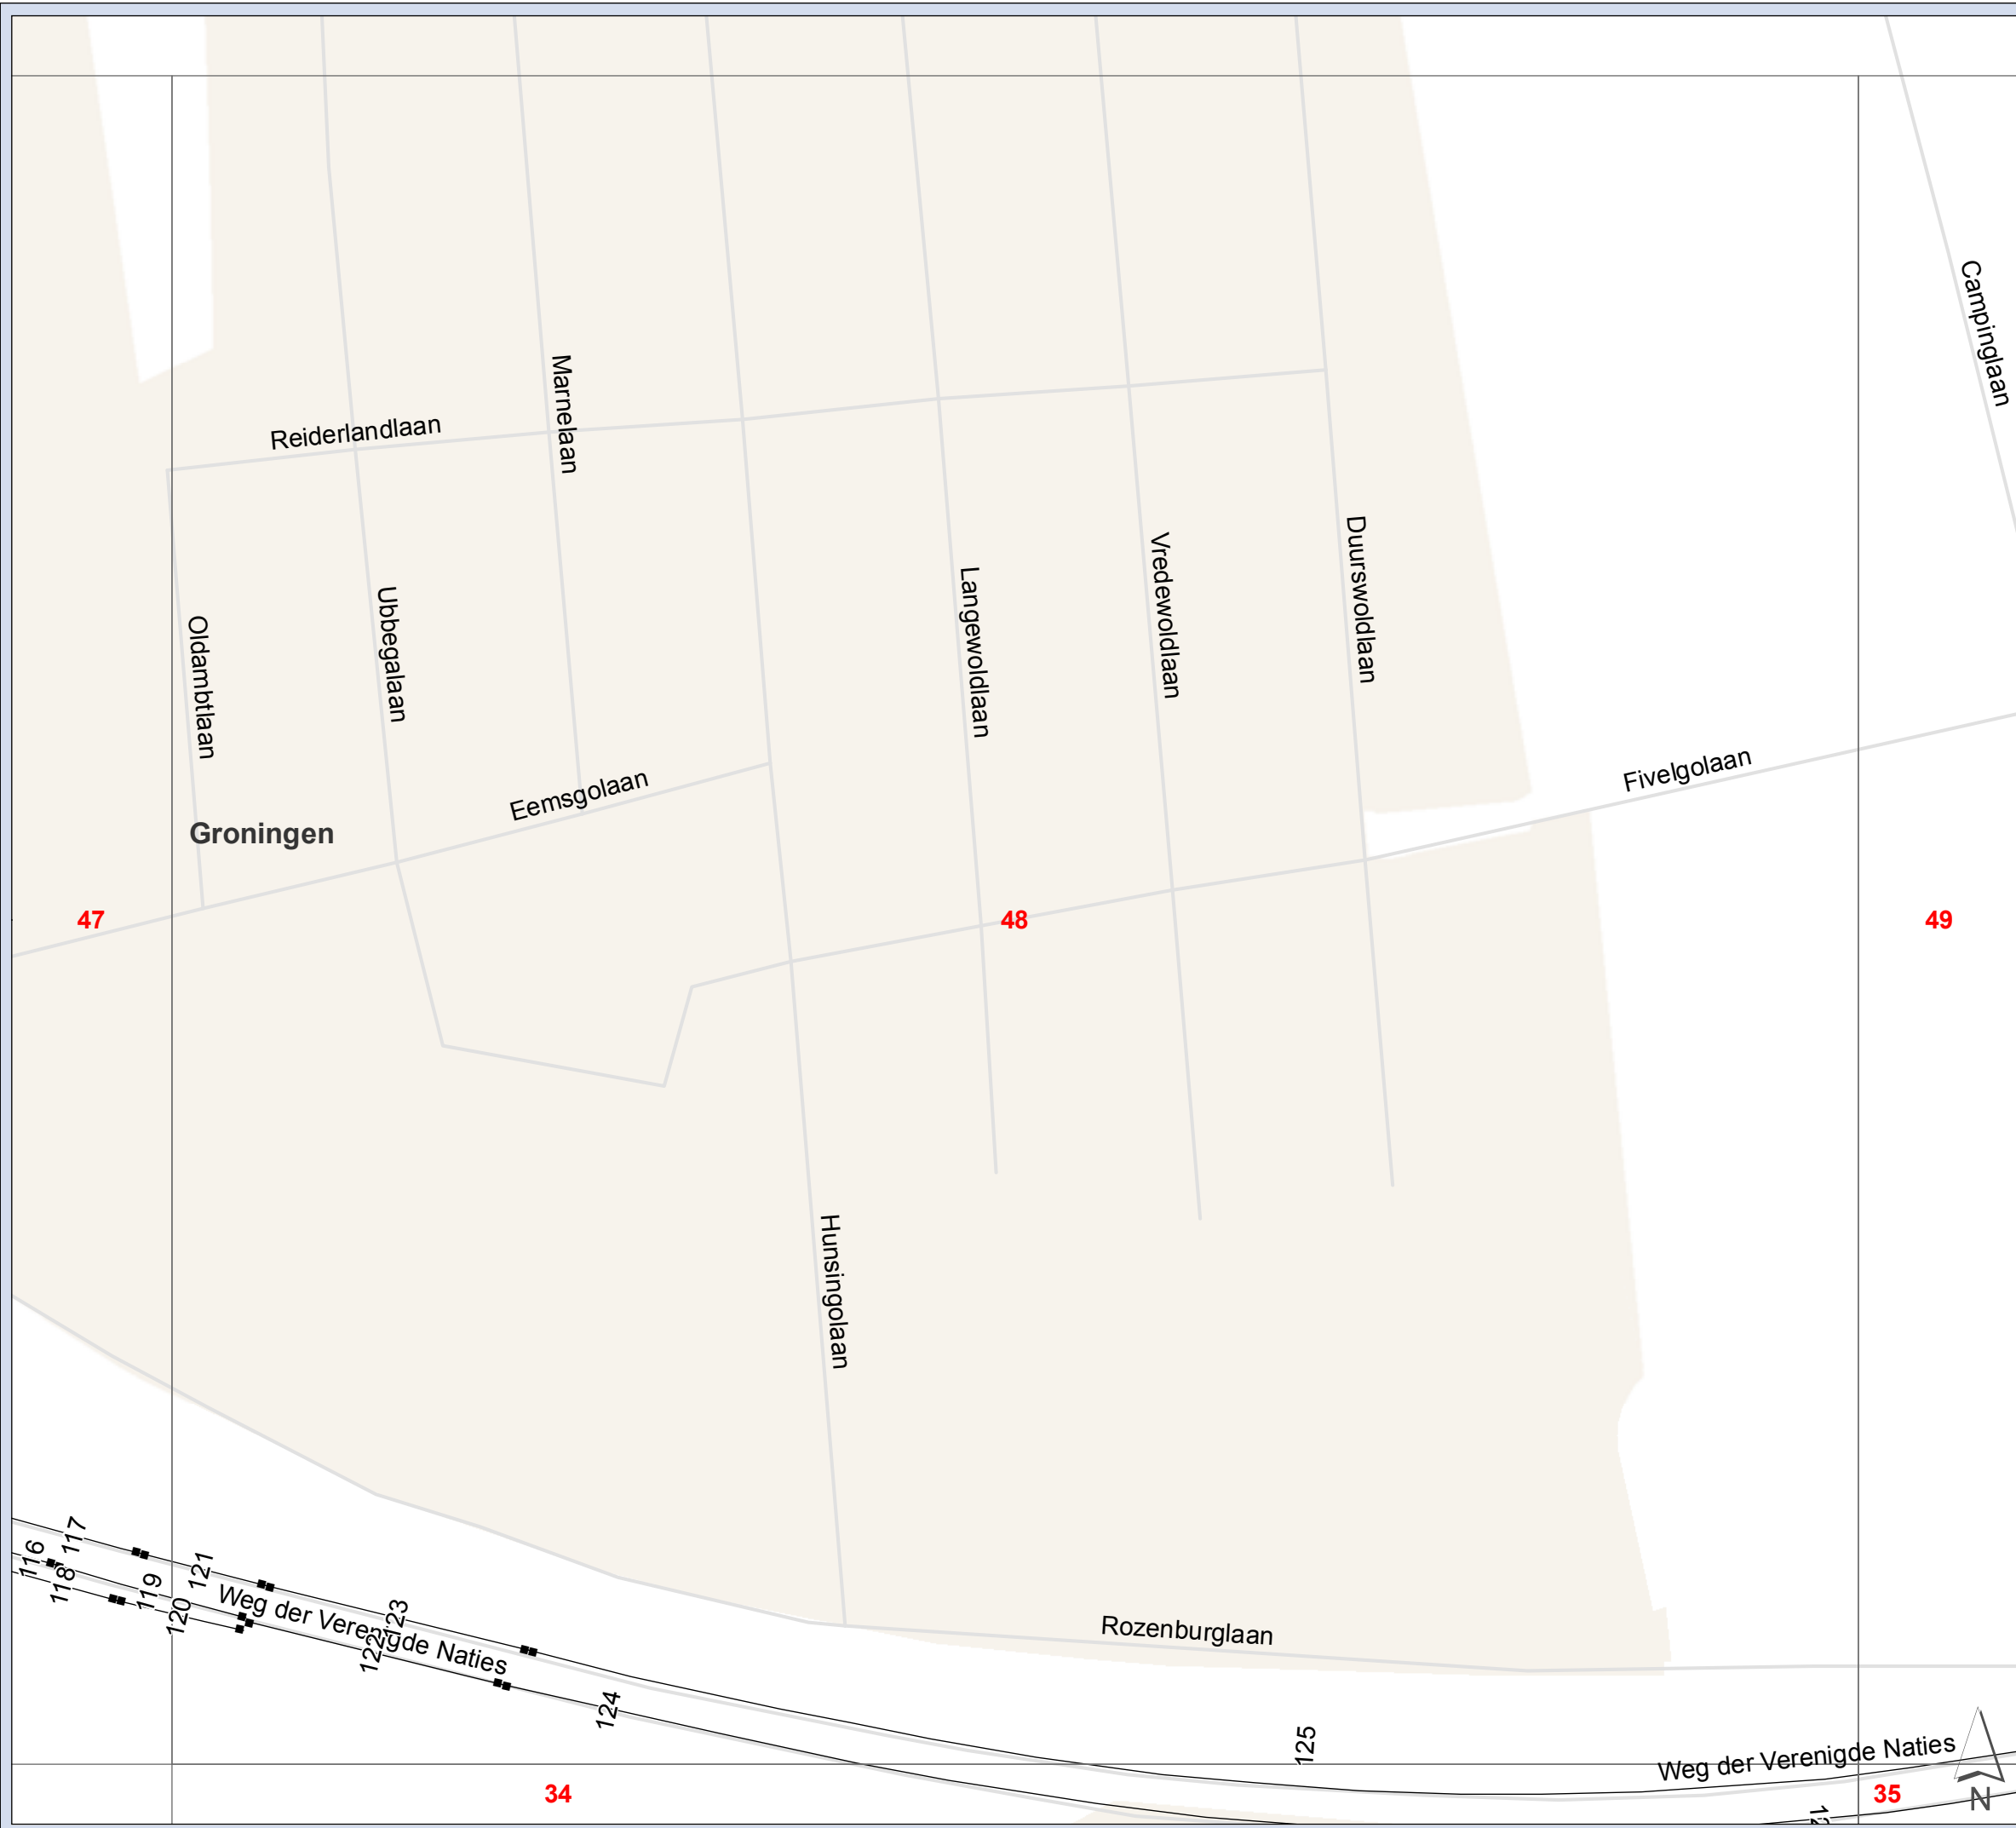 Campinglaan
Marnelaan
Reiderlandlaan
Duurswoldlaan
Vredewoldlaan
Langewoldlaan
Ubbegalaan
Oldambtlaan
Eemsgolaan
Fivelgolaan
Groningen
47
48
49
Hunsingolaan
117
116
121
118
119
120
Weg der Verenigde Naties
123
122
Rozenburglaan
124
125
Weg der Verenigde Naties
34
35
N